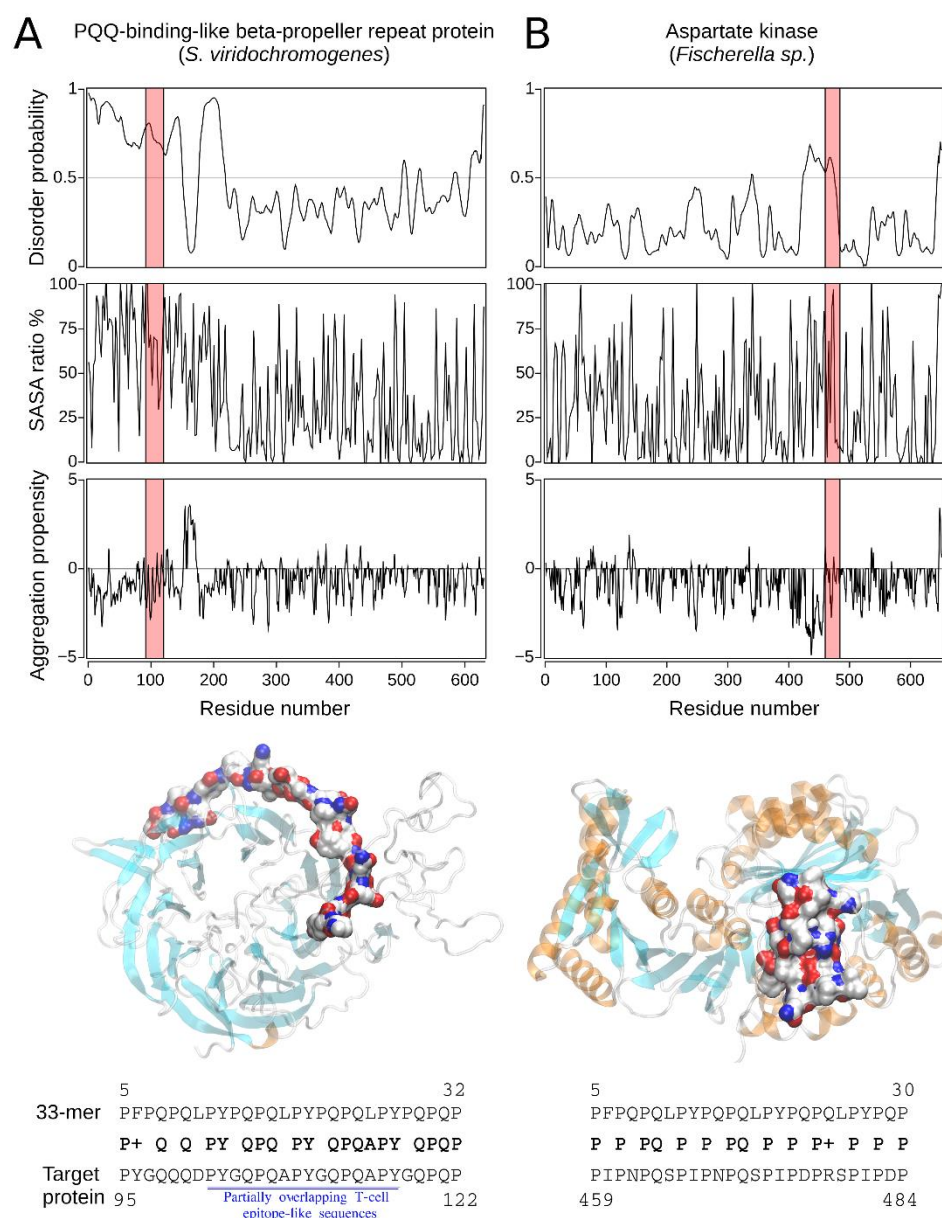 A
PQQ-binding-like beta-propeller repeat protein
(S. viridochromogenes)
B
Aspartate kinase
(Fischerella sp.)
Disorder probability
1
0.5
0
1
0.5
0
SASA ratio %
100
75
50
25
0
100
75
50
25
0
Aggregation propensity
5
0
−5
5
0
−5
0 100 200 300 400 500 600
Residue number
0 100 200 300 400 500 600
Residue number
5 32
33-mer PFPQPQLPYPQPQLPYPQPQLPYPQPQP
P+ Q Q PY QPQ PY QPQAPY QPQP
Target protein PYGQQQDPYGQPQAPYGQPQAPYGQPQP
Partially overlapping T-cell
epitope-like sequences
95 122
5 30
PFPQPQLPYPQPQLPYPQPQLPYPQP
P P PQ P P PQ P P P+ P P P
PIPNPQSPIPNPQSPIPDPRSPIPDP
459 484